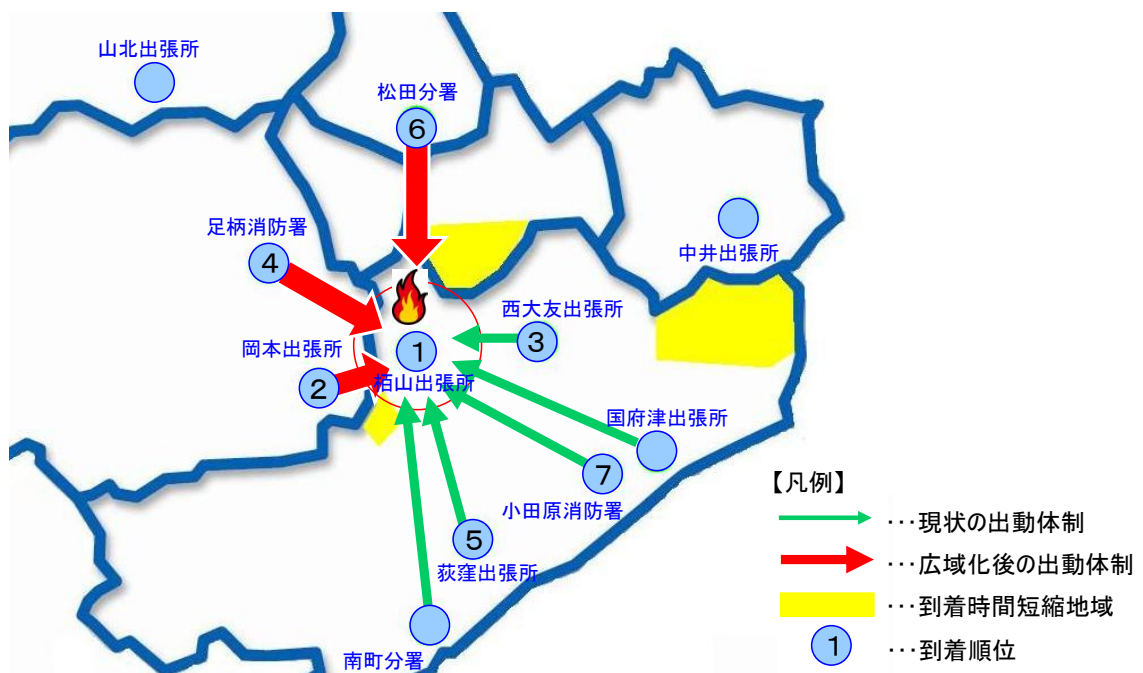 山北出張所
松田分署
6
足柄消防署
4
中井出張所
西大友出張所
3
岡本出張所
2
1
栢山出張所
国府津出張所
7
小田原消防署
5
荻窪出張所
南町分署
【凡例】
･･･現状の出動体制
･･･広域化後の出動体制
･･･到着時間短縮地域
1
･･･到着順位